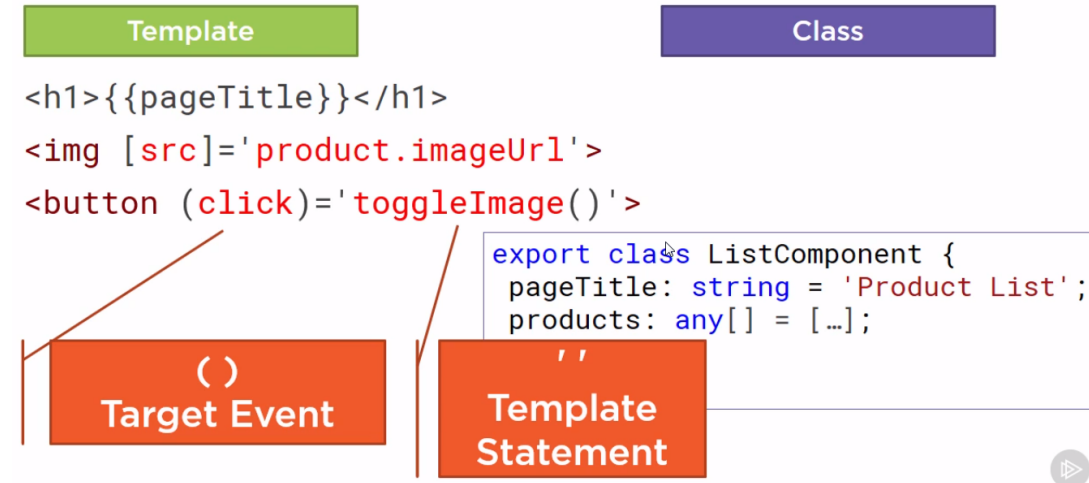 Template
Class
<h1>{{pageTitle}}</h1>
<img [src]='product.imageUrl'>
<button (click)='toggleImage()'>
export class ListComponent {
pageTitle: string = 'Product List';
products: any[] = […];
()
Target Event
' '
Template
Statement